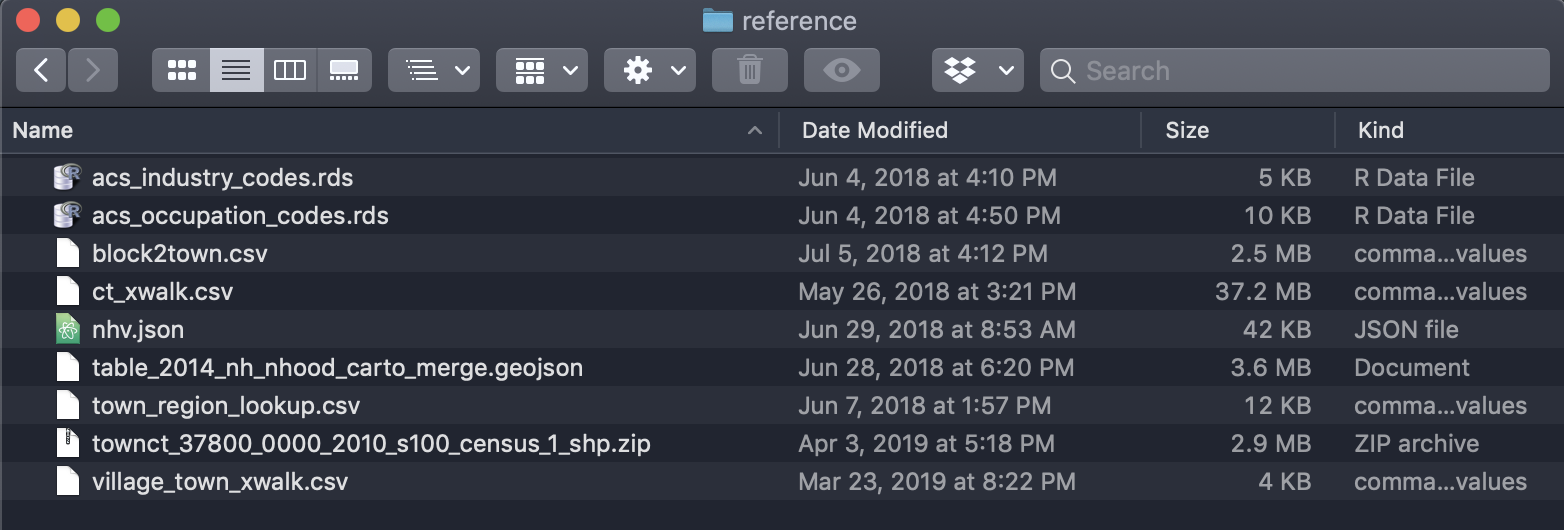 reference
Search
Name Date Modified Size Kind
acs_industry_codes.rds Jun 4, 2018 at 4:10 PM 5 KB R Data File
acs_occupation_codes.rds Jun 4, 2018 at 4:50 PM 10 KB R Data File
block2town.csv Jul 5, 2018 at 4:12 PM 2.5 MB comma...values
ct_xwalk.csv May 26, 2018 at 3:21 PM 37.2 MB comma...values
nhv.json Jun 29, 2018 at 8:53 AM 42 KB JSON file
table_2014_nh_nhood_carto_merge.geojson Jun 28, 2018 at 6:20 PM 3.6 MB Document
town_region_lookup.csv Jun 7, 2018 at 1:57 PM 12 KB comma...values
townct_37800_0000_2010_s100_census_1_shp.zip Apr 3, 2019 at 5:18 PM 2.9 MB ZIP archive
village_town_xwalk.csv Mar 23, 2019 at 8:22 PM 4 KB comma...values